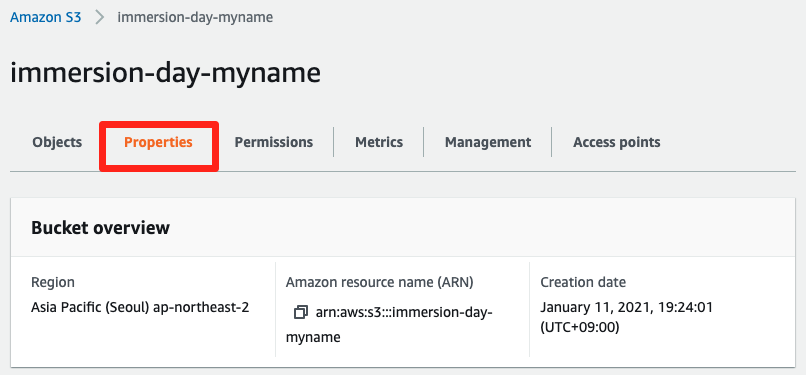 Amazon S3 > immersion-day-myname
immersion-day-myname
Objects Properties Permissions Metrics Management Access points
Bucket overview
Region
Asia Pacific (Seoul) ap-northeast-2
Amazon resource name (ARN)
arn:aws:s3:::immersion-day-
myname
Creation date
January 11, 2021, 19:24:01
(UTC+09:00)